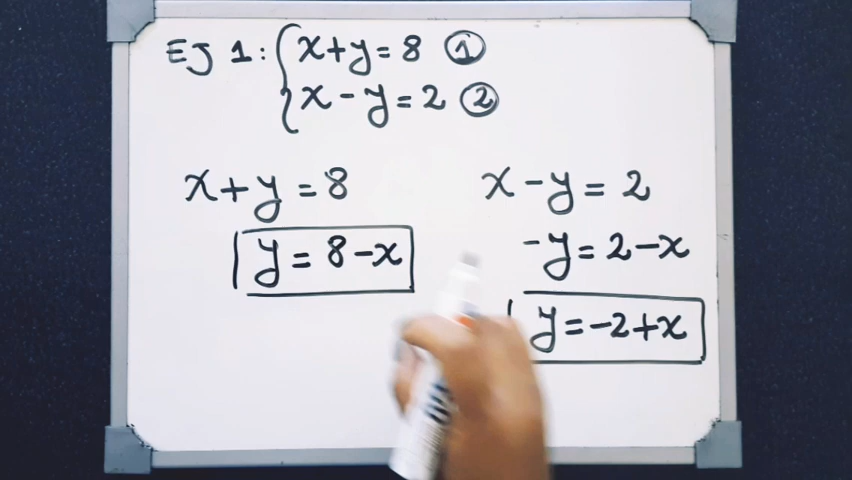 EJ 1: { x+y=8 ①
x-y=2 ②
x+y=8
y=8-x
x-y=2
-y=2-x
y=-2+x